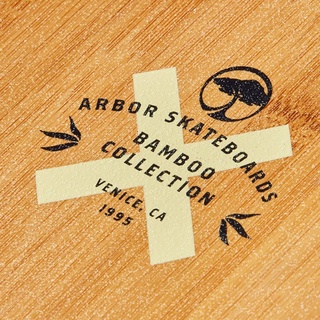 ARBOR SKATEBOARDS
BAMBOO
COLLECTION
VENICE, CA
1995